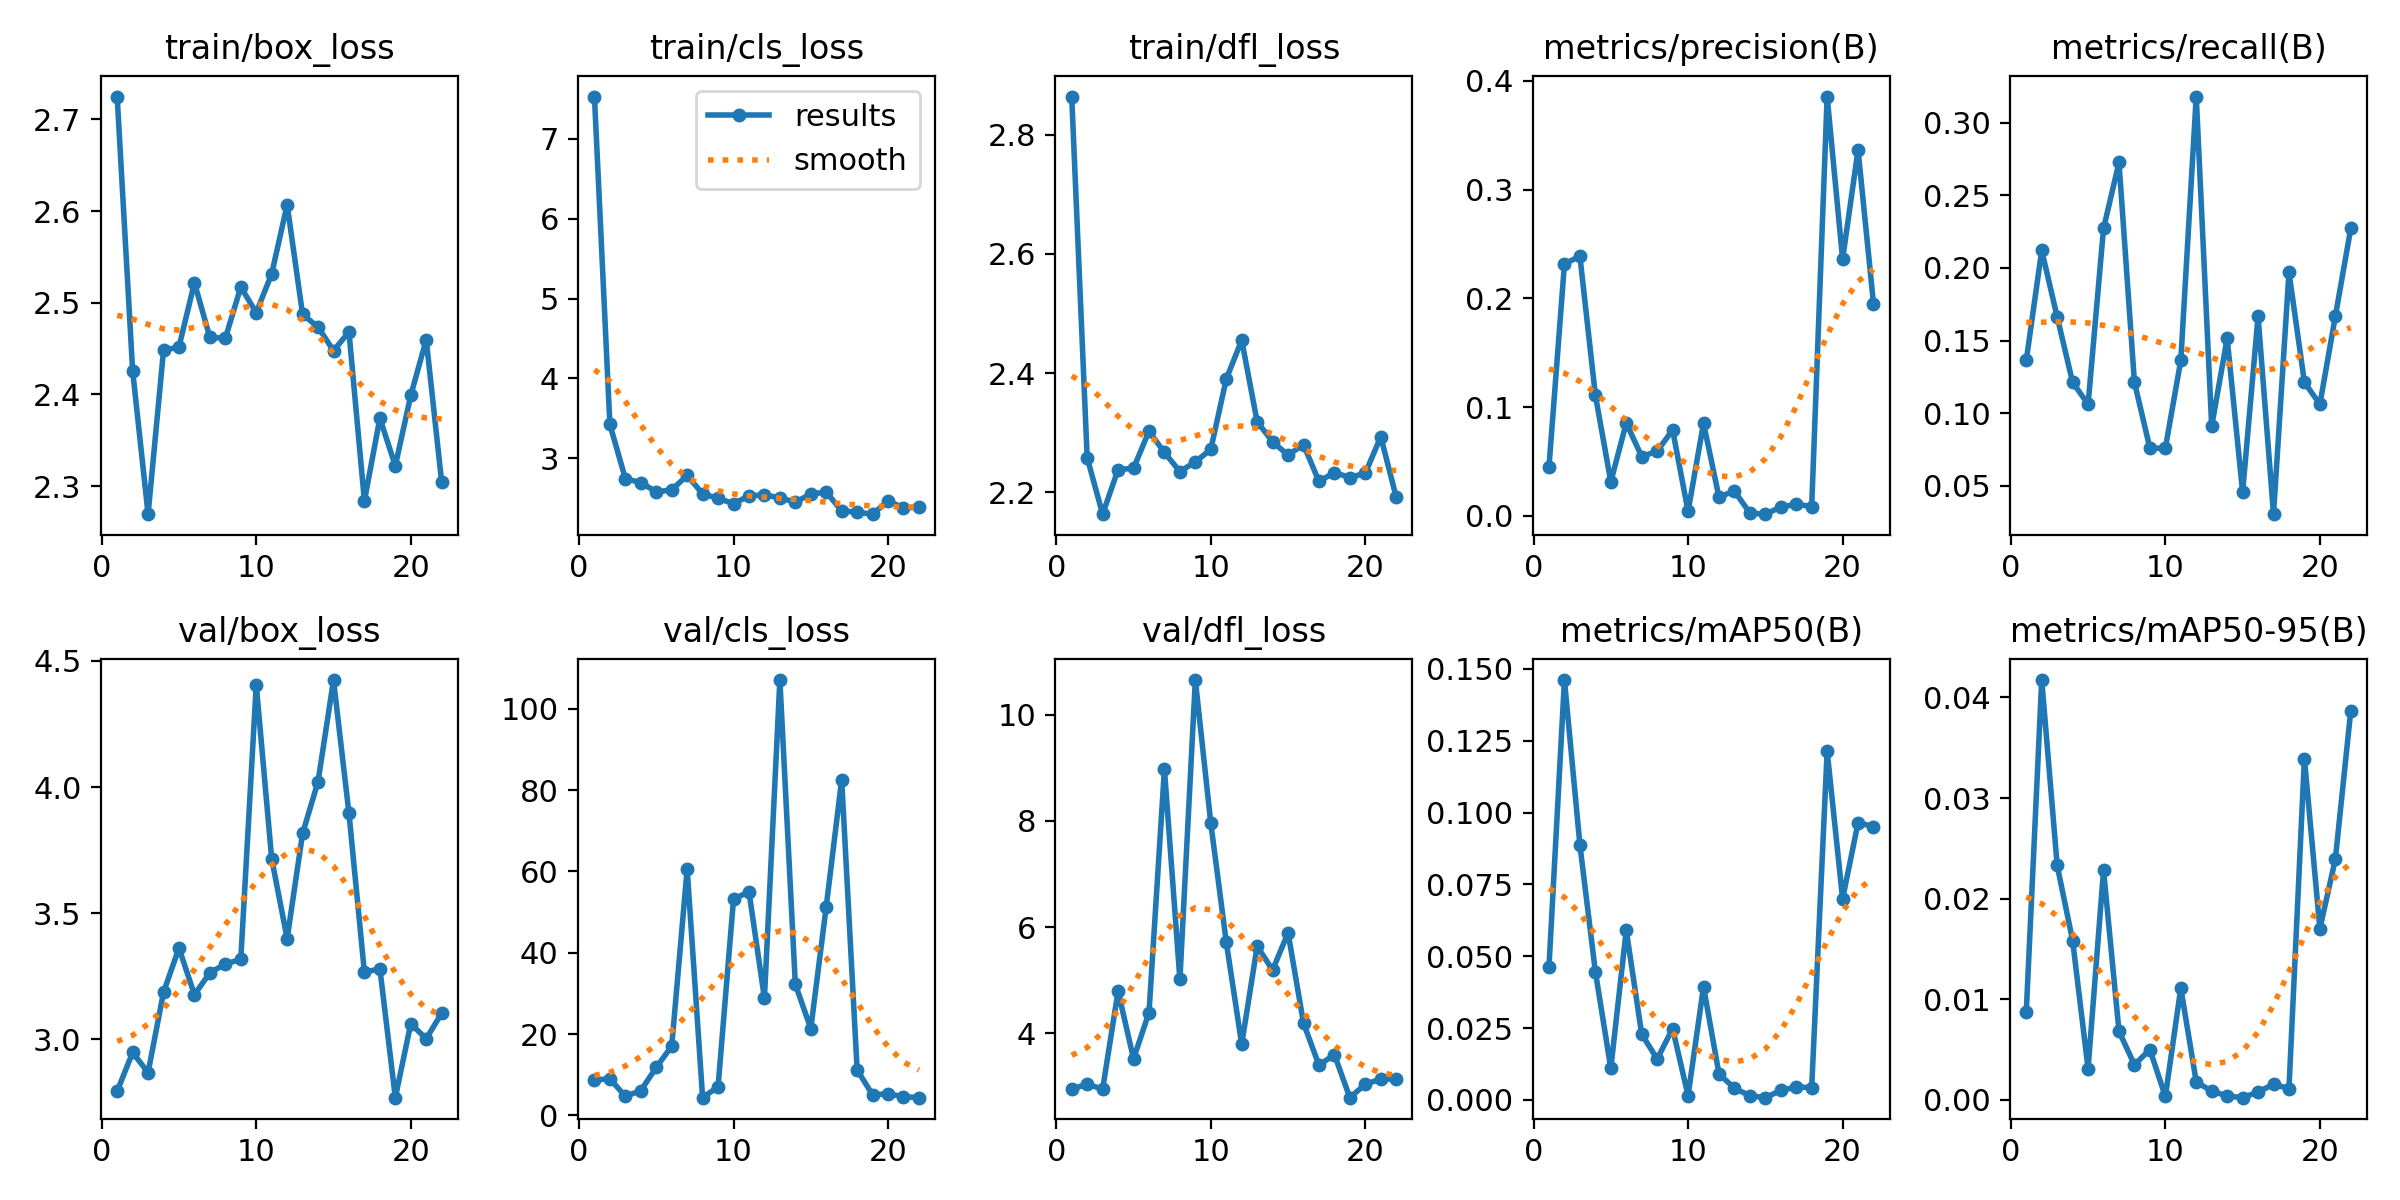 train/box_loss
2.7
2.6
2.5
2.4
2.3
0 10 20
train/cls_loss
results
smooth
7
6
5
4
3
0 10 20
train/dfl_loss
2.8
2.6
2.4
2.2
0 10 20
metrics/precision(B)
0.4
0.3
0.2
0.1
0.0
0 10 20
metrics/recall(B)
0.30
0.25
0.20
0.15
0.10
0.05
0 10 20
val/box_loss
4.5
4.0
3.5
3.0
0 10 20
val/cls_loss
100
80
60
40
20
0
0 10 20
val/dfl_loss
10
8
6
4
0 10 20
metrics/mAP50(B)
0.150
0.125
0.100
0.075
0.050
0.025
0.000
0 10 20
metrics/mAP50-95(B)
0.04
0.03
0.02
0.01
0.00
0 10 20